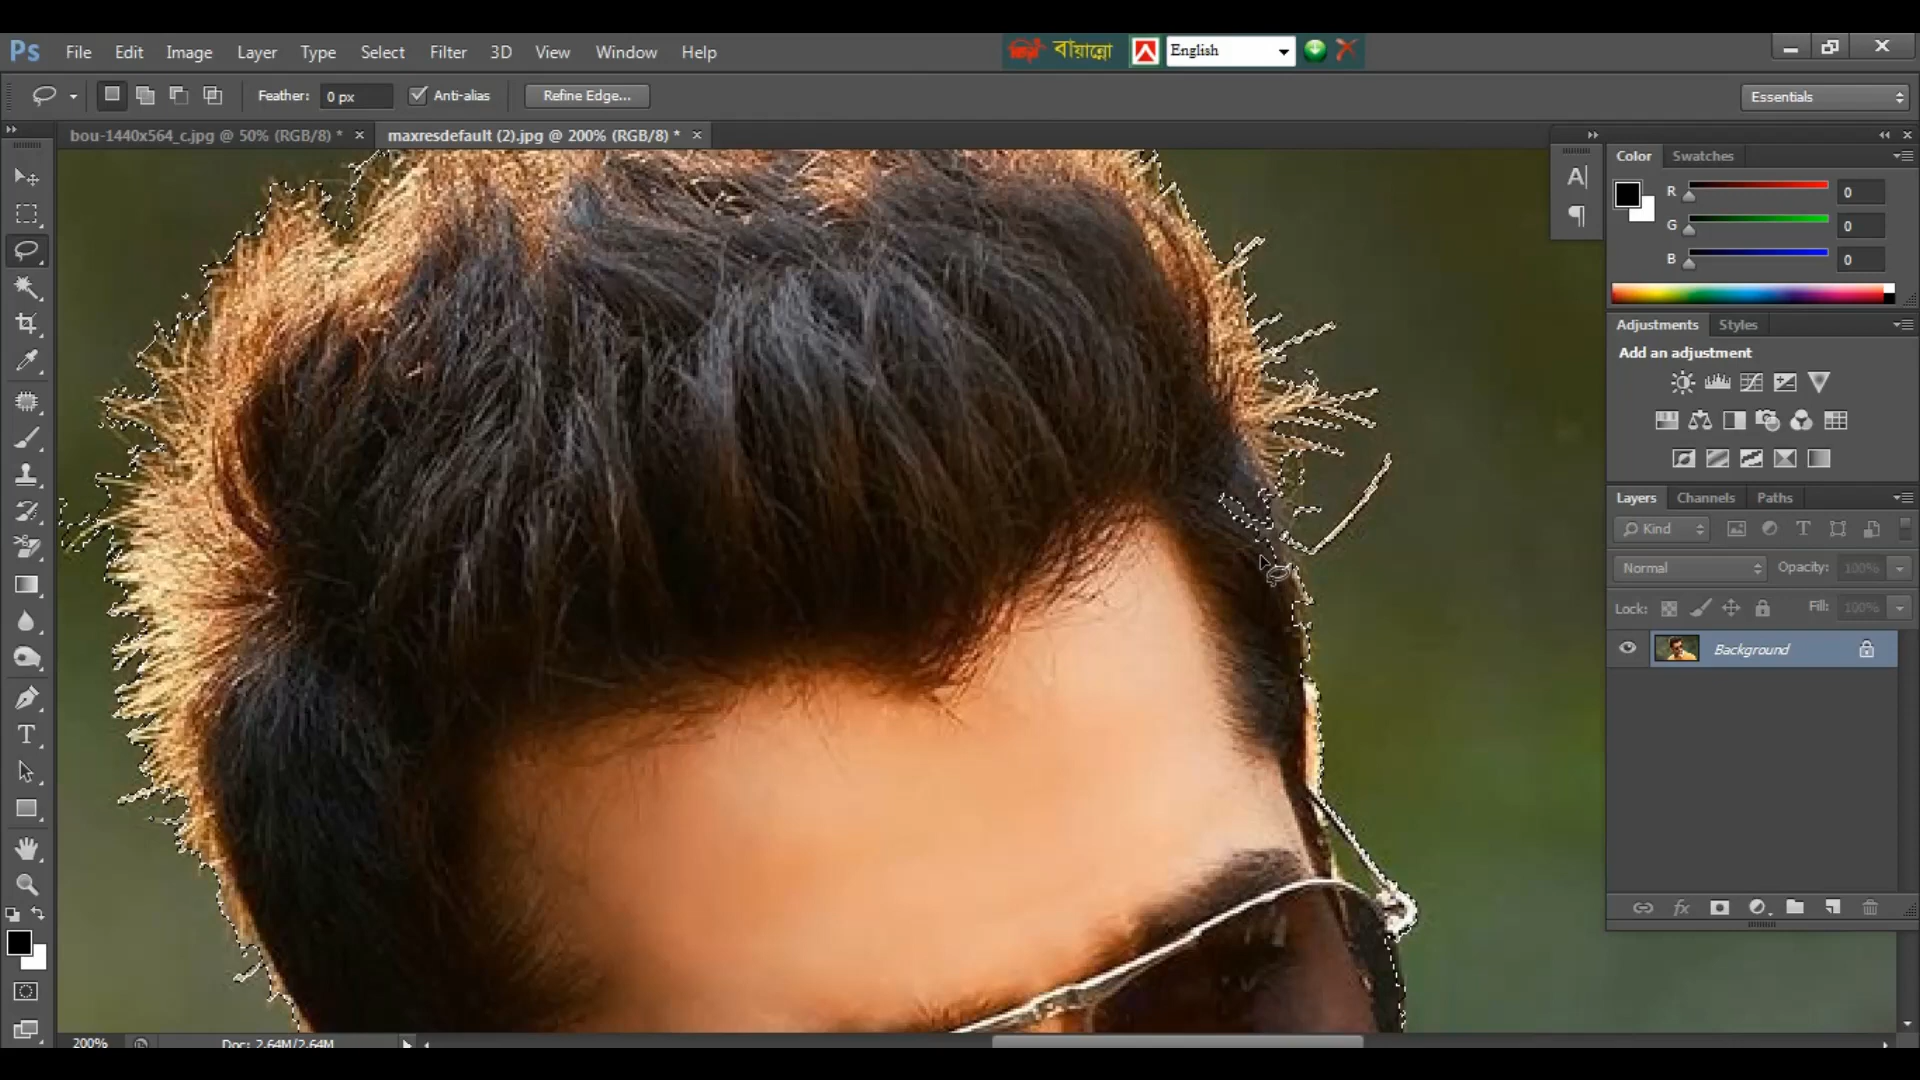 Ps File Edit Image Layer Type Select Filter 3D View Window Help
বায়ান্নো English
Feather: 0 px Anti-alias Refine Edge... Essentials
bou-1440x564_c.jpg @ 50% (RGB/8) * maxresdefault (2).jpg @ 200% (RGB/8) *
Color Swatches
R 0
G 0
B 0
Adjustments Styles
Add an adjustment
Layers Channels Paths
Kind
Normal Opacity: 100%
Lock: Fill: 100%
Background
200% Doc: 2.64M/2.64M